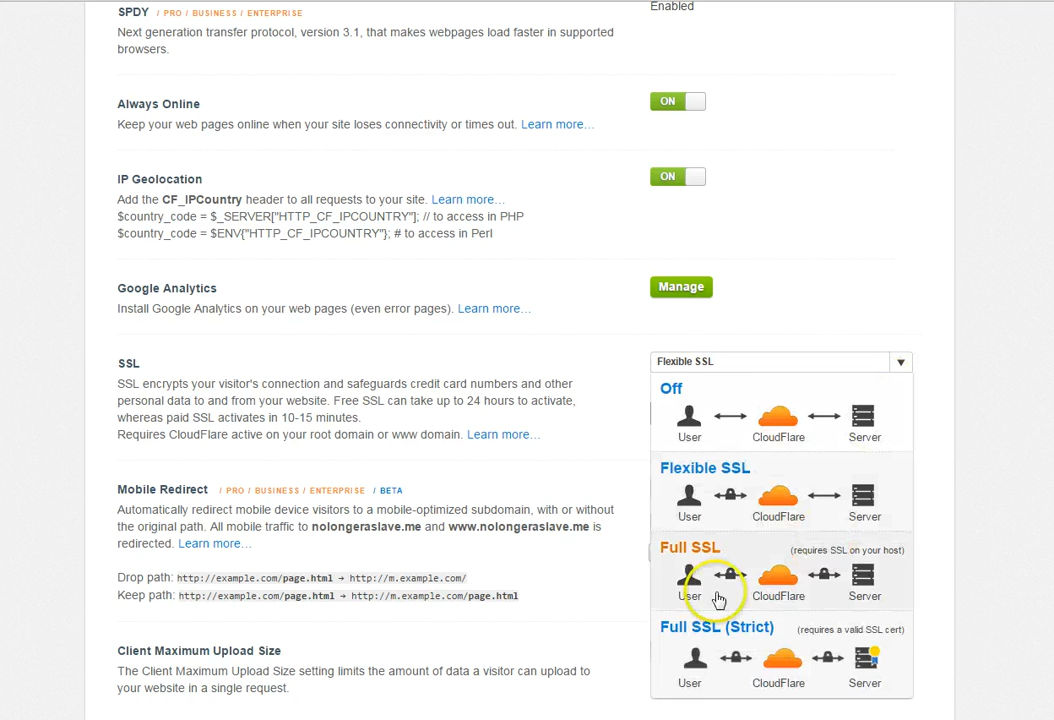 SPDY / PRO / BUSINESS / ENTERPRISE
Enabled
Next generation transfer protocol, version 3.1, that makes webpages load faster in supported
browsers.
Always Online
ON
Keep your web pages online when your site loses connectivity or times out. Learn more…
IP Geolocation
ON
Add the CF_IPCountry header to all requests to your site. Learn more…
$country_code = $_SERVER["HTTP_CF_IPCOUNTRY"]; // to access in PHP
$country_code = $ENV{"HTTP_CF_IPCOUNTRY"}; # to access in Perl
Google Analytics
Manage
Install Google Analytics on your web pages (even error pages). Learn more…
SSL
SSL encrypts your visitor's connection and safeguards credit card numbers and other
personal data to and from your website. Free SSL can take up to 24 hours to activate,
whereas paid SSL activates in 10-15 minutes.
Requires CloudFlare active on your root domain or www domain. Learn more…
Flexible SSL
Off
User CloudFlare Server
Flexible SSL
User CloudFlare Server
Full SSL (requires SSL on your host)
User CloudFlare Server
Full SSL (Strict) (requires a valid SSL cert)
User CloudFlare Server
Mobile Redirect / PRO / BUSINESS / ENTERPRISE / BETA
Automatically redirect mobile device visitors to a mobile-optimized subdomain, with or without
the original path. All mobile traffic to nolongeraslave.me and www.nolongeraslave.me is
redirected. Learn more…
Drop path: http://example.com/page.html → http://m.example.com/
Keep path: http://example.com/page.html → http://m.example.com/page.html
Client Maximum Upload Size
The Client Maximum Upload Size setting limits the amount of data a visitor can upload to
your website in a single request.